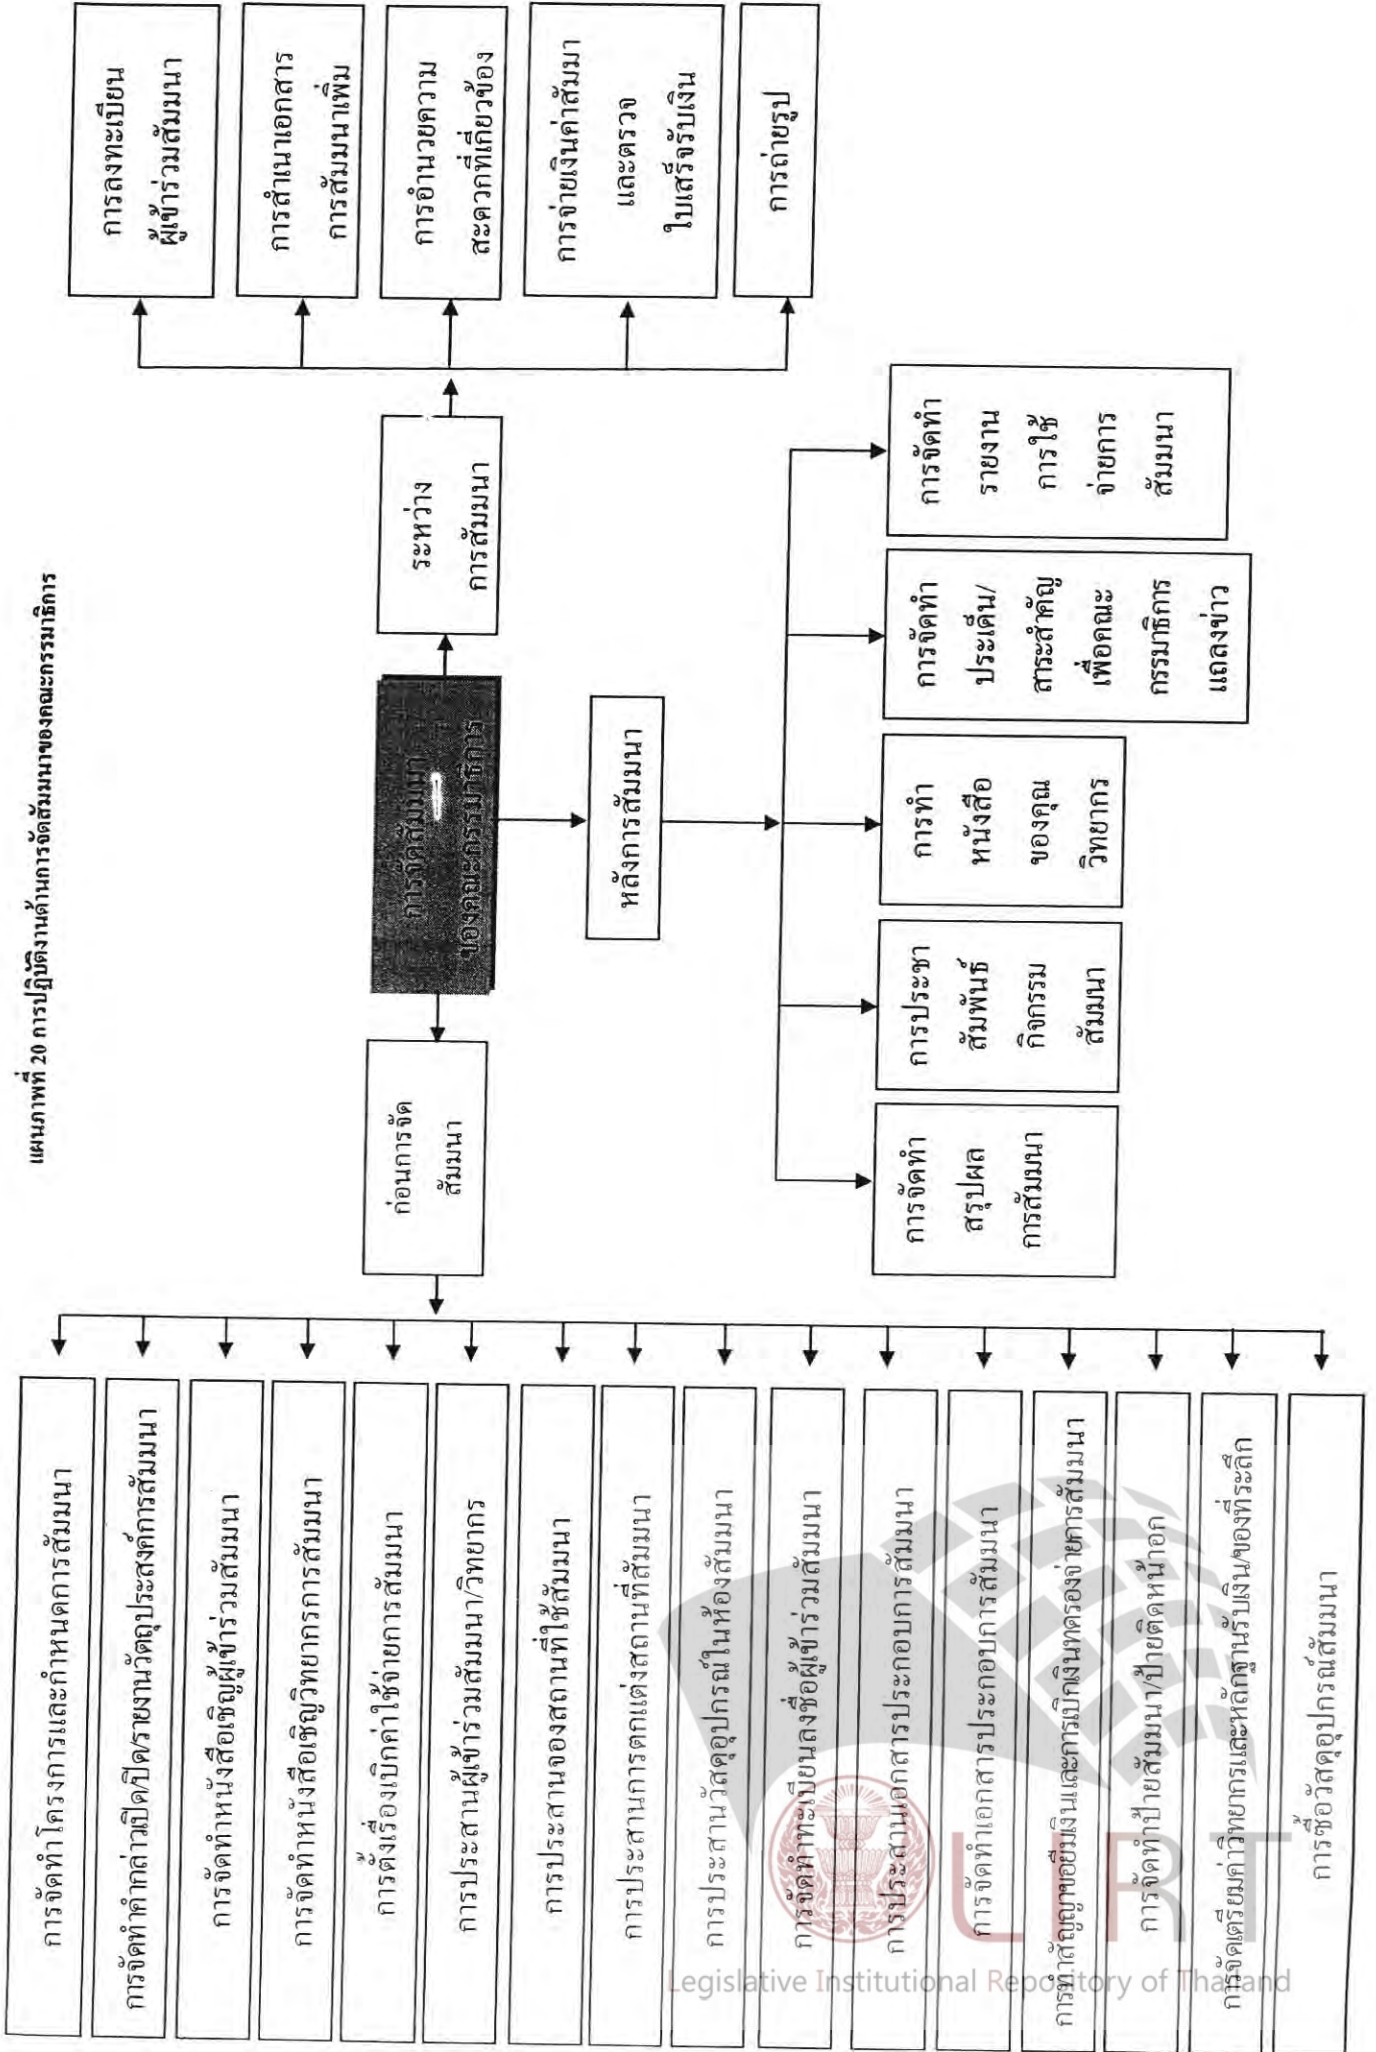 แผนภาพที่ 20 การปฏิบัติงานด้านการจัดสัมมนาของคณะกรรมาธิการ
การจัดสัมมนา
ของคณะกรรมาธิการ
ก่อนการจัด
สัมมนา
ระหว่าง
การสัมมนา
หลังการสัมมนา
การจัดทำโครงการและกำหนดการสัมมนา
การจัดทำคำกล่าวเปิด/ปิด/รายงานวัตถุประสงค์การสัมมนา
การจัดทำหนังสือเชิญผู้เข้าร่วมสัมมนา
การจัดทำหนังสือเชิญวิทยากรการสัมมนา
การตั้งเรื่องเบิกค่าใช้จ่ายการสัมมนา
การประสานผู้เข้าร่วมสัมมนา/วิทยากร
การประสานจองสถานที่ใช้สัมมนา
การประสานการตกแต่งสถานที่สัมมนา
การประสานวัสดุอุปกรณ์ในห้องสัมมนา
การจัดทำทะเบียนลงชื่อผู้เข้าร่วมสัมมนา
การประสานเอกสารประกอบการสัมมนา
การจัดทำเอกสารประกอบการสัมมนา
การทำสัญญาขอยืมเงินและการเบิกเงินทดรองจ่ายการสัมมนา
การจัดทำป้ายสัมมนา/ป้ายติดหน้าอก
การจัดเตรียมค่าวิทยากรและหลักฐานรับเงิน/ของที่ระลึก
การซื้อวัสดุอุปกรณ์สัมมนา
การลงทะเบียน
ผู้เข้าร่วมสัมมนา
การสำเนาเอกสาร
การสัมมนาเพิ่ม
การอำนวยความ
สะดวกที่เกี่ยวข้อง
การจ่ายเงินค่าสัมมา
และตรวจ
ใบเสร็จรับเงิน
การถ่ายรูป
การจัดทำ
สรุปผล
การสัมมนา
การประชา
สัมพันธ์
กิจกรรม
สัมมนา
การทำ
หนังสือ
ของคุณ
วิทยากร
การจัดทำ
ประเด็น/
สาระสำคัญ
เพื่อคณะ
กรรมาธิการ
แถลงข่าว
การจัดทำ
รายงาน
การใช้
จ่ายการ
สัมมนา
LIRT
Legislative Institutional Repository of Thailand